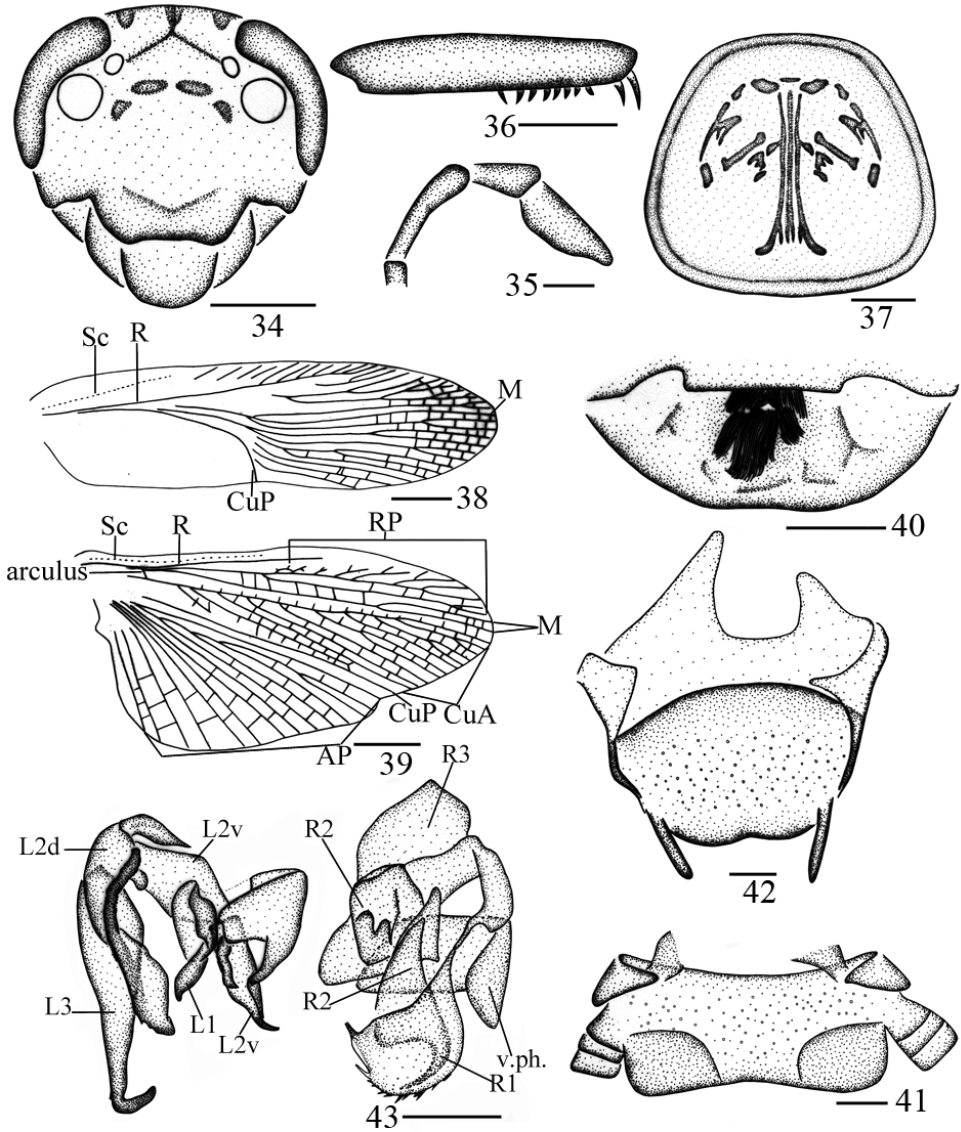 36
37
34
35
Sc
R
M
CuP
38
40
Sc
R
RP
arculus
M
CuP
CuA
AP
39
42
R3
L2d
L2v
R2
L3
L1
L2v
R2
v.ph.
R1
43
41